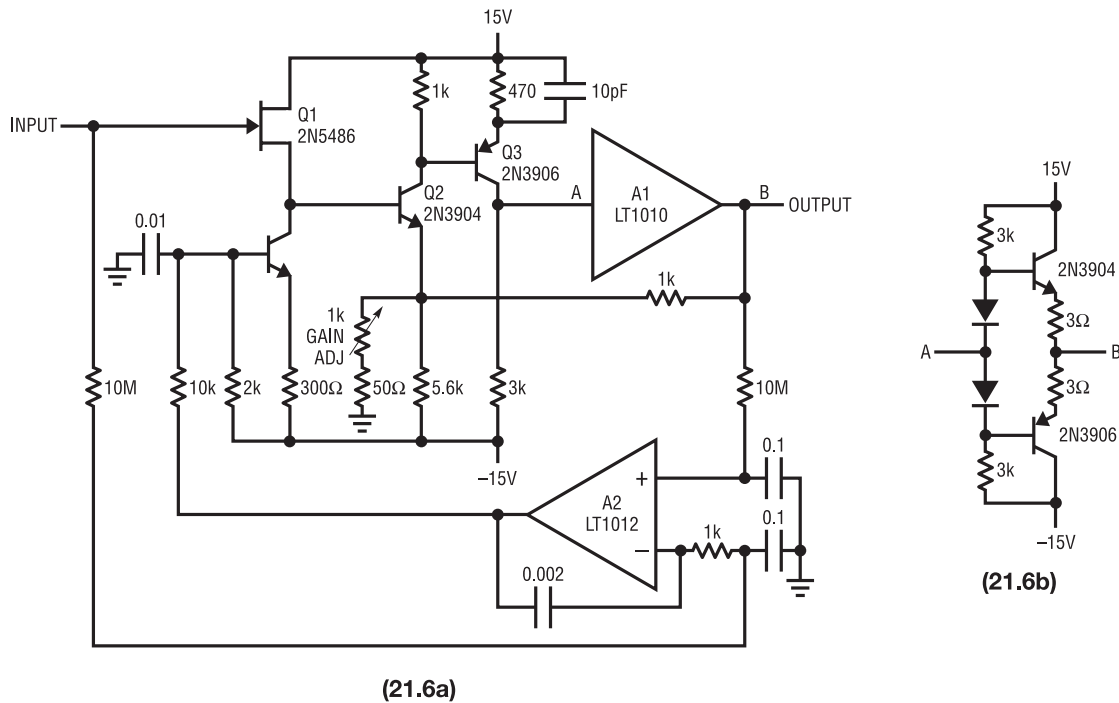 15V
1k
470
10pF
INPUT
Q1
2N5486
Q3
2N3906
A
A1
LT1010
B
OUTPUT
Q2
2N3904
0.01
1k
1k
GAIN
ADJ
10M
10k
2k
300Ω
50Ω
5.6k
3k
10M
–15V
A2
LT1012
+
–
0.1
1k
0.1
0.002
(21.6a)
15V
3k
2N3904
3Ω
A
B
3Ω
2N3906
3k
–15V
(21.6b)